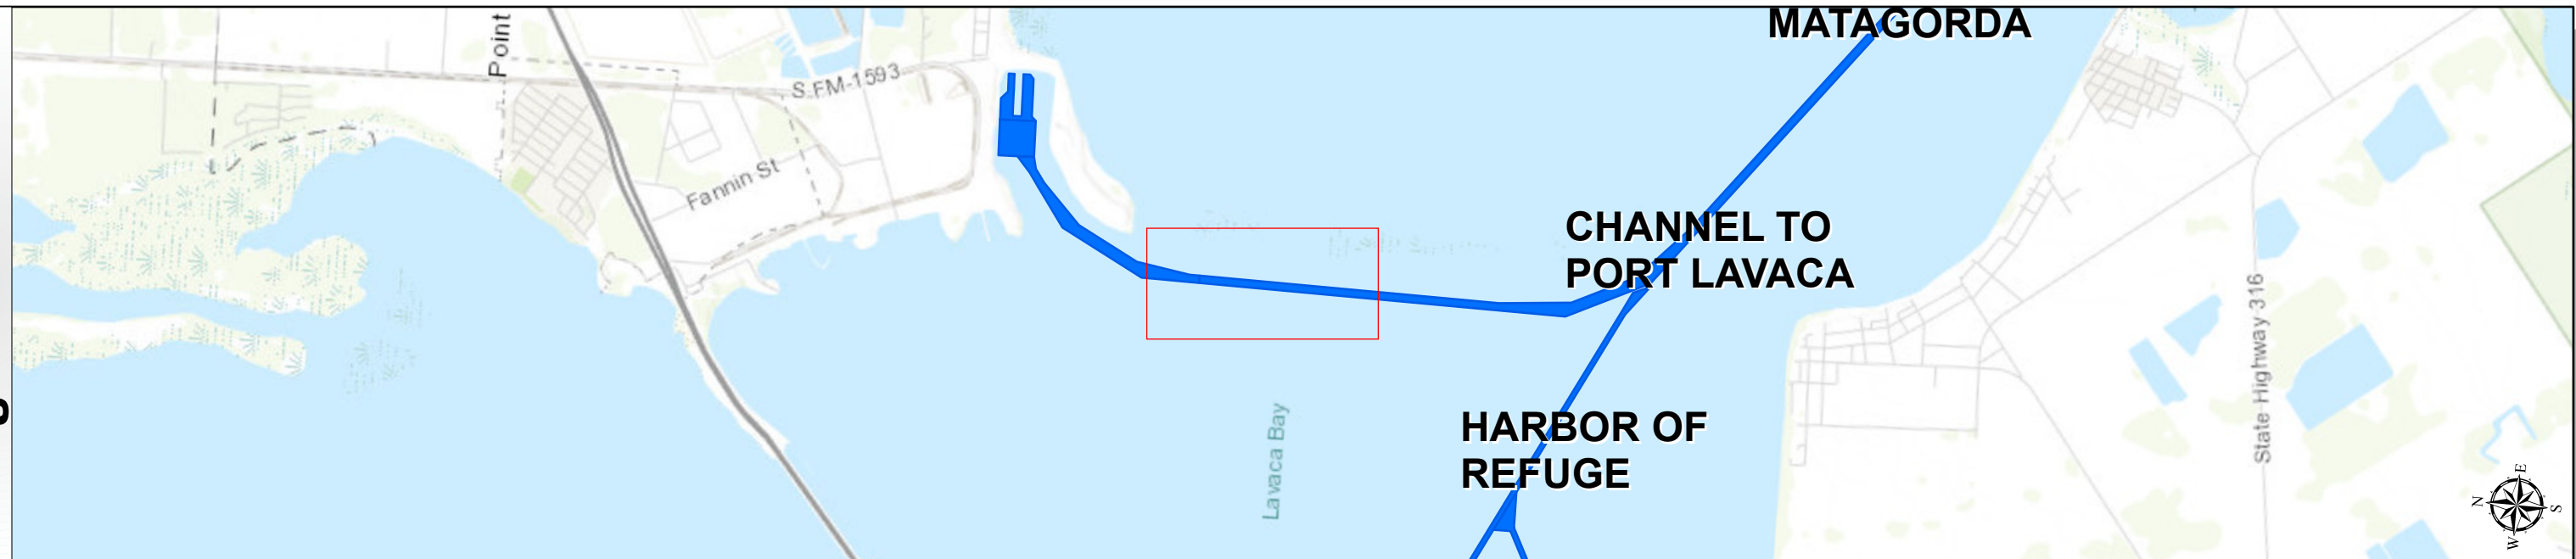 MATAGORDA
Point
S FM-1593
Fannin St
CHANNEL TO
PORT LAVACA
State Highway 316
HARBOR OF
REFUGE
Lavaca Bay
E
N
S
W